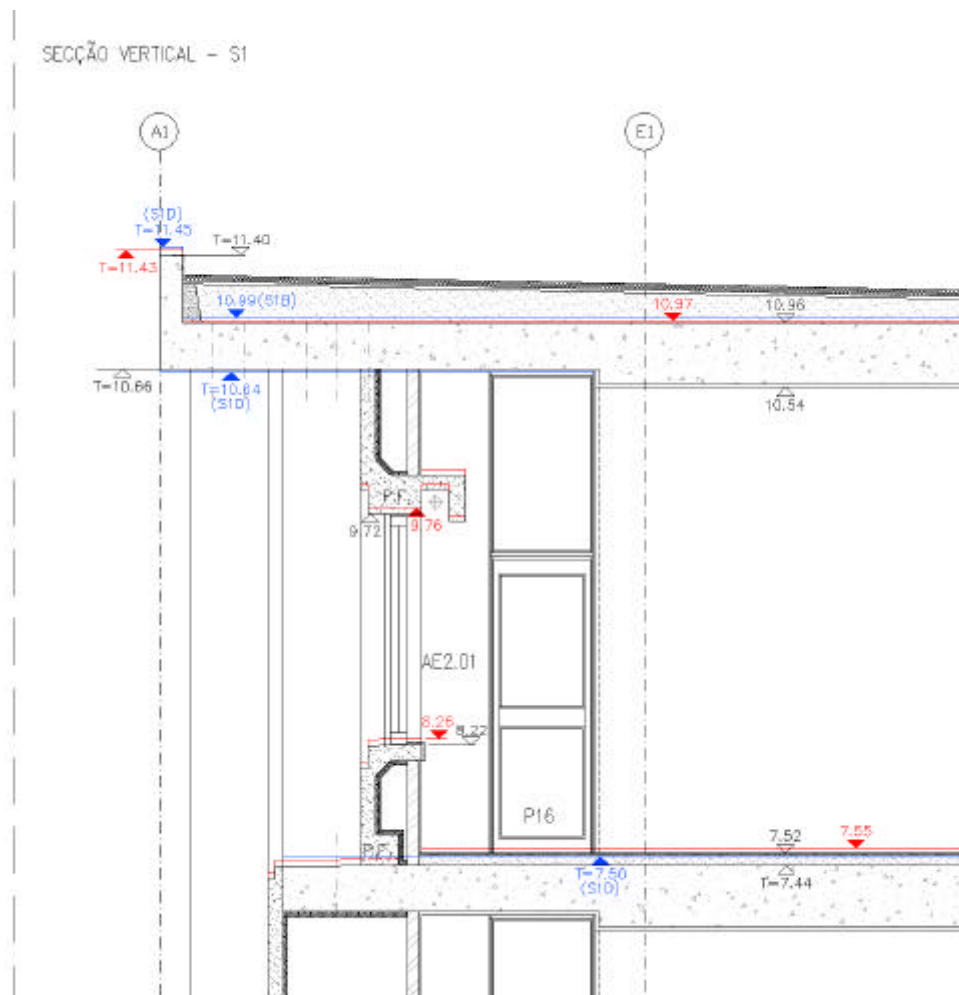 SECÇÃO VERTICAL - S1
A1
E1
(S1D)
T=11.45
T=11.40
T=11.43
10.99(S1B)
10.97
10.96
T=10.66
T=10.64
(S1D)
10.54
P.F.
9.72
9.76
AE2.01
8.26
8.22
P16
7.52
7.55
P.F.
T=7.50
(S1D)
T=7.44